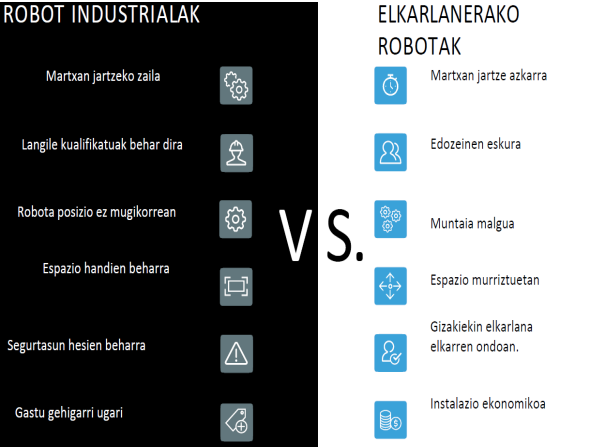 ROBOT INDUSTRIALAK
Martxan jartzeko zaila
Langile kualifikatuak behar dira
Robota posizio ez mugikorrean
Espazio handien beharra
Segurtasun hesien beharra
Gastu gehigarri ugari
VS.
ELKARLANERAKO
ROBOTAK
Martxan jartze azkarra
Edozeinen eskura
Muntaia malgua
Espazio murriztuetan
Gizakiekin elkarlana
elkarren ondoan.
Instalazio ekonomikoa